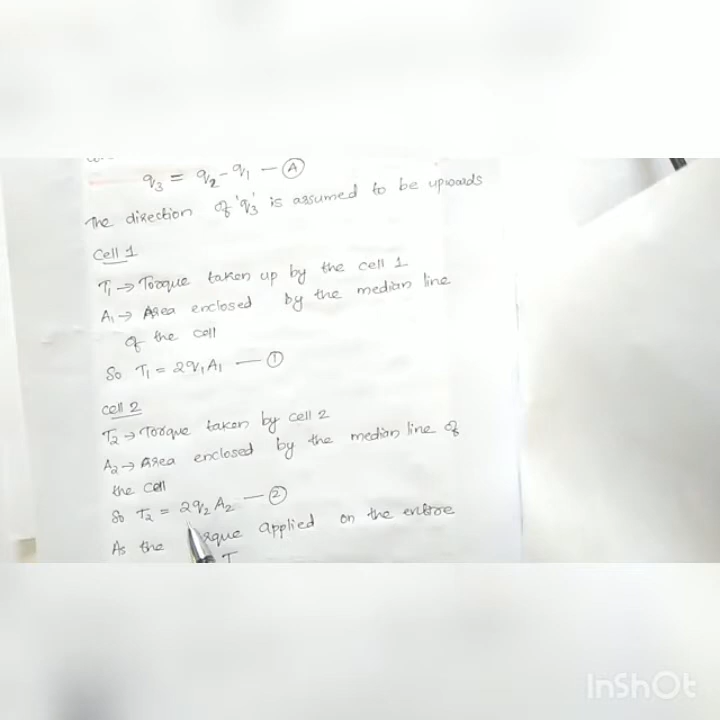 q3 = q2 - q1 — (A)
The direction of 'q3' is assumed to be upwards
Cell 1
T1 → Torque taken up by the cell 1
A1 → Area enclosed by the median line
of the cell
So T1 = 2q1A1 — (1)
Cell 2
T2 → Torque taken by cell 2
A2 → Area enclosed by the median line of
the cell
So T2 = 2q2A2 — (2)
As the rque applied on the entire
T
InShOt